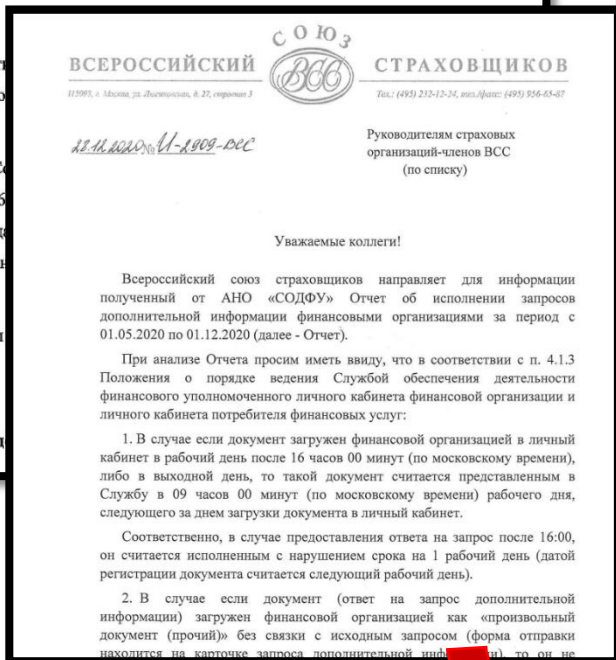 СОЮЗ
ВСЕРОССИЙСКИЙ ВСС СТРАХОВЩИКОВ
115093, г. Москва, ул. Люсиновская, д. 27, строение 3 Тел.: (495) 232-12-24, тел./факс: (495) 956-65-87
28.12.2020 № И-2909-ВСС
Руководителям страховых
организаций-членов ВСС
(по списку)
Уважаемые коллеги!
Всероссийский союз страховщиков направляет для информации
полученный от АНО «СОДФУ» Отчет об исполнении запросов
дополнительной информации финансовыми организациями за период с
01.05.2020 по 01.12.2020 (далее - Отчет).
При анализе Отчета просим иметь ввиду, что в соответствии с п. 4.1.3
Положения о порядке ведения Службой обеспечения деятельности
финансового уполномоченного личного кабинета финансовой организации и
личного кабинета потребителя финансовых услуг:
1. В случае если документ загружен финансовой организацией в личный
кабинет в рабочий день после 16 часов 00 минут (по московскому времени),
либо в выходной день, то такой документ считается представленным в
Службу в 09 часов 00 минут (по московскому времени) рабочего дня,
следующего за днем загрузки документа в личный кабинет.
Соответственно, в случае предоставления ответа на запрос после 16:00,
он считается исполненным с нарушением срока на 1 рабочий день (датой
регистрации документа считается следующий рабочий день).
2. В случае если документ (ответ на запрос дополнительной
информации) загружен финансовой организацией как «произвольный
документ (прочий)» без связки с исходным запросом (форма отправки
находится на карточке запроса дополнительной то он не